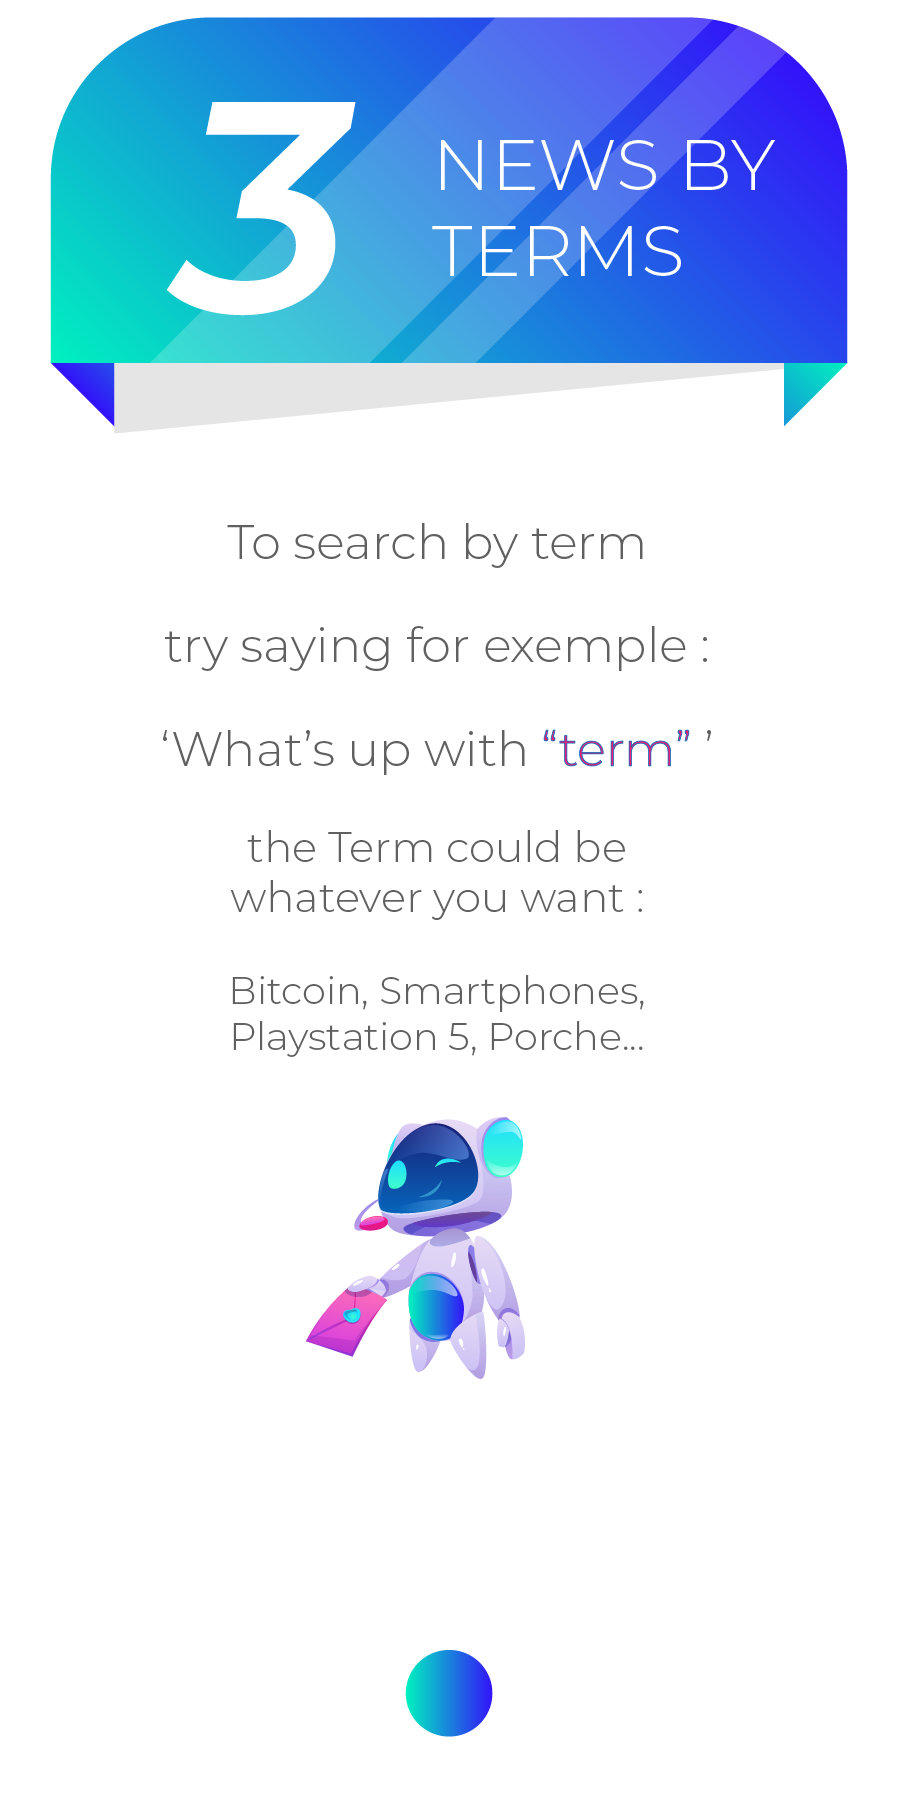 3
NEWS BY
TERMS
To search by term
try saying for exemple :
‘What’s up with “term” ’
the Term could be
whatever you want :
Bitcoin, Smartphones,
Playstation 5, Porche...